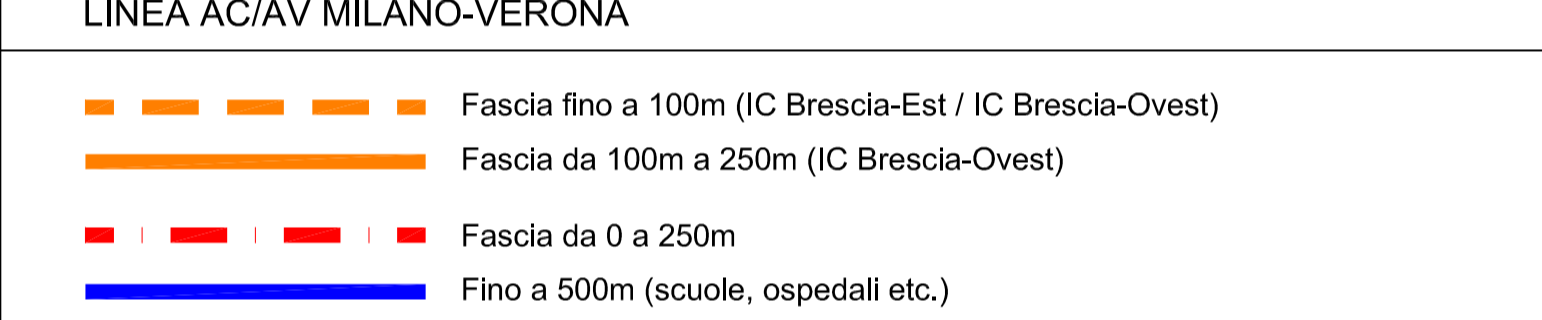 LINEA AC/AV MILANO-VERONA
Fascia fino a 100m (IC Brescia-Est / IC Brescia-Ovest)
Fascia da 100m a 250m (IC Brescia-Ovest)
Fascia da 0 a 250m
Fino a 500m (scuole, ospedali etc.)